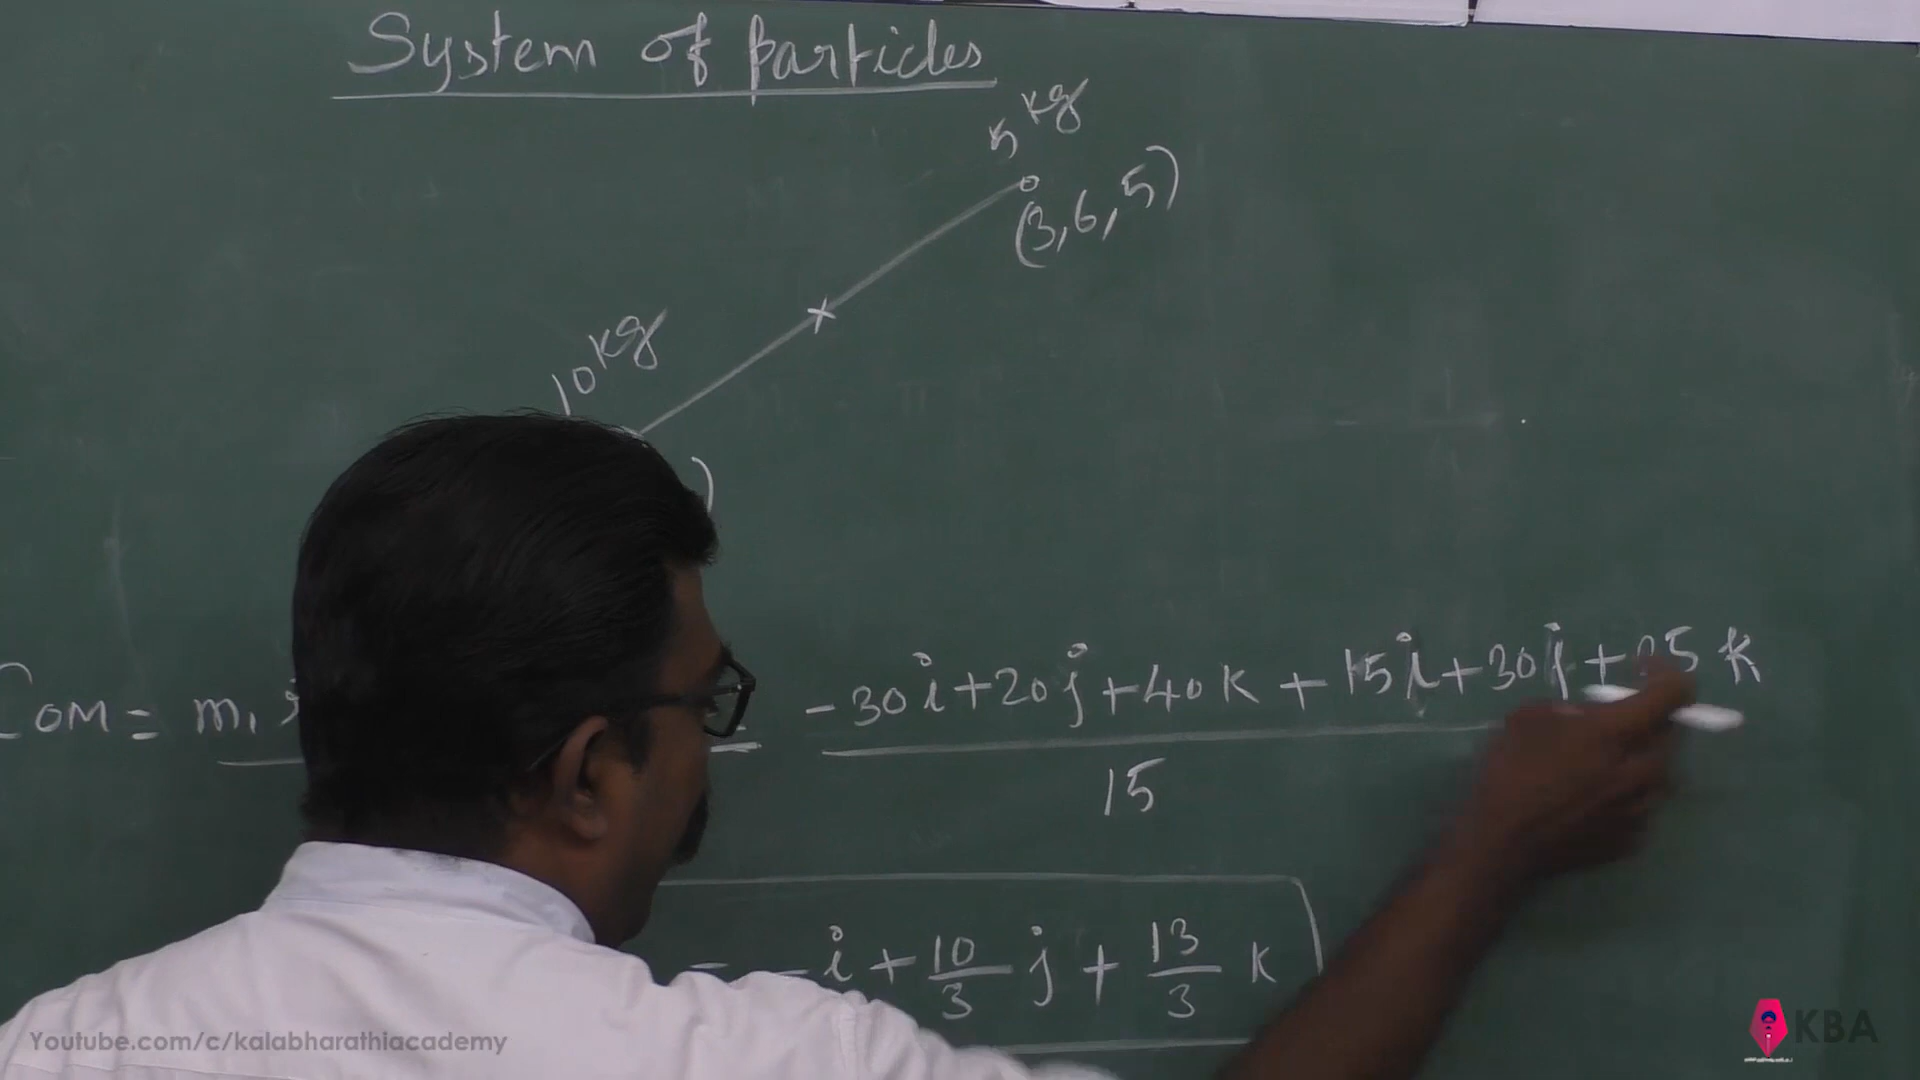 System of particles
5 kg
(3,6,5)
10 kg
)
COM = m₁ = -30i+20j+40K + 15i+30j+25K
15
= -i + 10/3 j + 13/3 K
Youtube.com/c/kalabharathiacademy
KBA